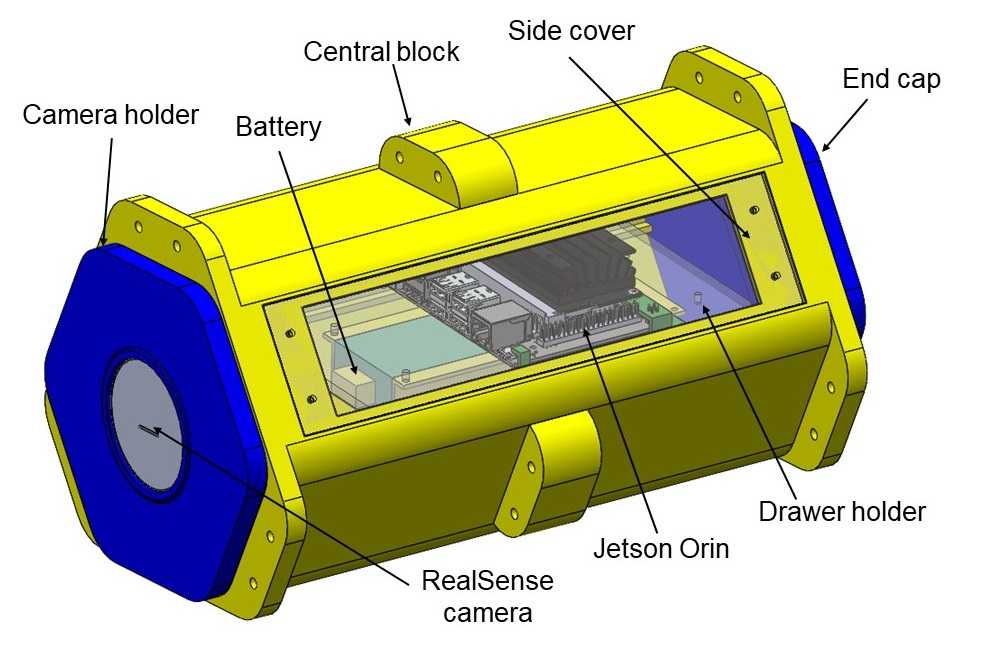 Side cover
Central block
End cap
Camera holder
Battery
Drawer holder
Jetson Orin
RealSense
camera